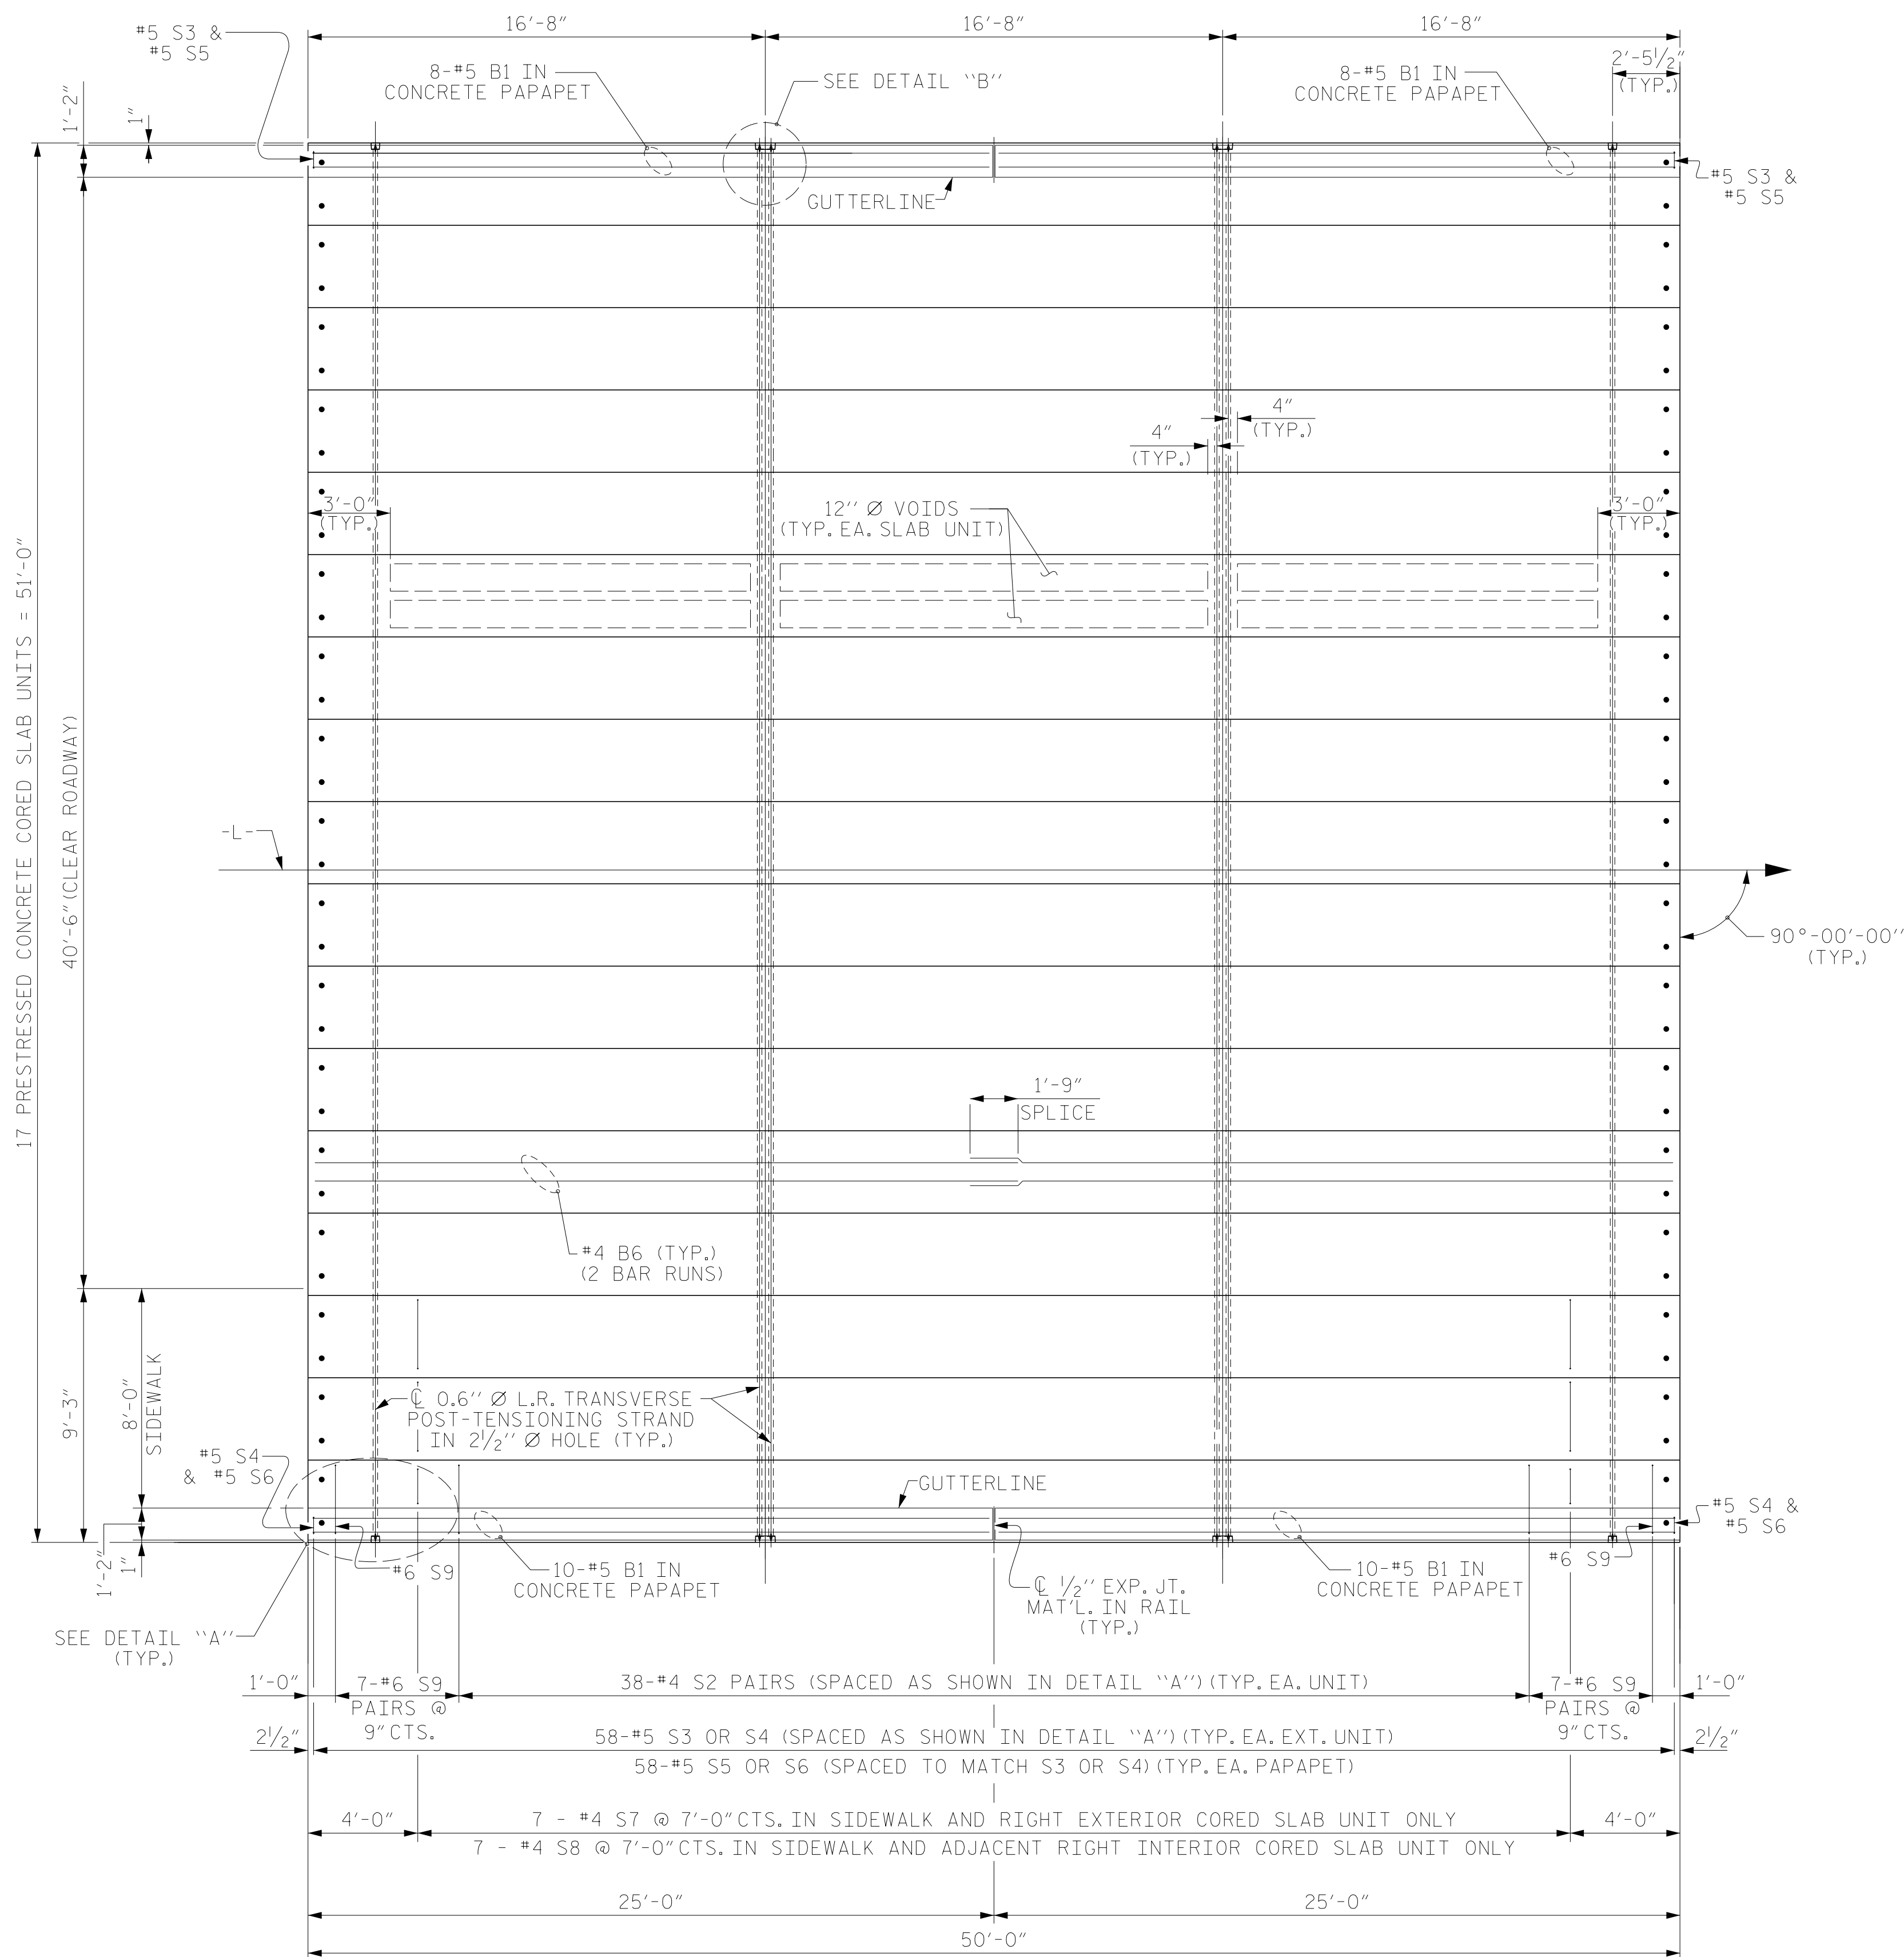 16'-8"
16'-8"
16'-8"
#5 S3 &
#5 S5
8-#5 B1 IN
CONCRETE PAPAPET
SEE DETAIL ``B''
8-#5 B1 IN
CONCRETE PAPAPET
2'-5 1/2"
(TYP.)
1'-2"
1"
GUTTERLINE
#5 S3 &
#5 S5
4"
(TYP.)
4"
(TYP.)
3'-0"
(TYP.)
12'' Ø VOIDS
(TYP. EA. SLAB UNIT)
3'-0"
(TYP.)
17 PRESTRESSED CONCRETE CORED SLAB UNITS = 51'-0"
40'-6"(CLEAR ROADWAY)
-L-
90°-00'-00''
(TYP.)
1'-9"
SPLICE
#4 B6 (TYP.)
(2 BAR RUNS)
9'-3"
8'-0"
SIDEWALK
℄ 0.6'' Ø L.R. TRANSVERSE
POST-TENSIONING STRAND
IN 2 1/2'' Ø HOLE (TYP.)
#5 S4
& #5 S6
GUTTERLINE
#5 S4 &
#5 S6
1'-2"
1"
#6 S9
10-#5 B1 IN
CONCRETE PAPAPET
℄ 1/2'' EXP. JT.
MAT'L. IN RAIL
(TYP.)
10-#5 B1 IN
CONCRETE PAPAPET
#6 S9
SEE DETAIL ``A''
(TYP.)
1'-0"
7-#6 S9
PAIRS @
9"CTS.
38-#4 S2 PAIRS (SPACED AS SHOWN IN DETAIL ``A'')(TYP. EA. UNIT)
7-#6 S9
PAIRS @
9"CTS.
1'-0"
2 1/2"
58-#5 S3 OR S4 (SPACED AS SHOWN IN DETAIL ``A'')(TYP. EA. EXT. UNIT)
2 1/2"
58-#5 S5 OR S6 (SPACED TO MATCH S3 OR S4)(TYP. EA. PAPAPET)
4'-0"
7 - #4 S7 @ 7'-0"CTS. IN SIDEWALK AND RIGHT EXTERIOR CORED SLAB UNIT ONLY
4'-0"
7 - #4 S8 @ 7'-0"CTS. IN SIDEWALK AND ADJACENT RIGHT INTERIOR CORED SLAB UNIT ONLY
25'-0"
25'-0"
50'-0"